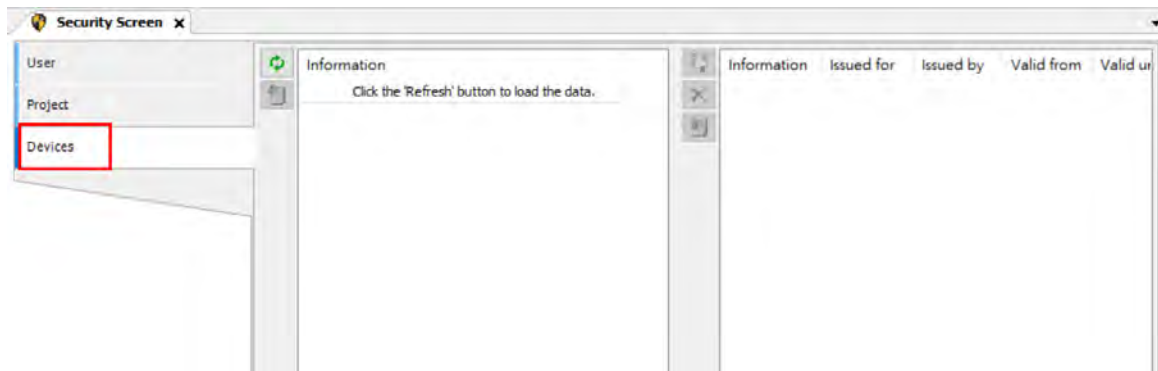 Security Screen
User
Project
Devices
Information
Click the 'Refresh' button to load the data.
Information Issued for Issued by Valid from Valid